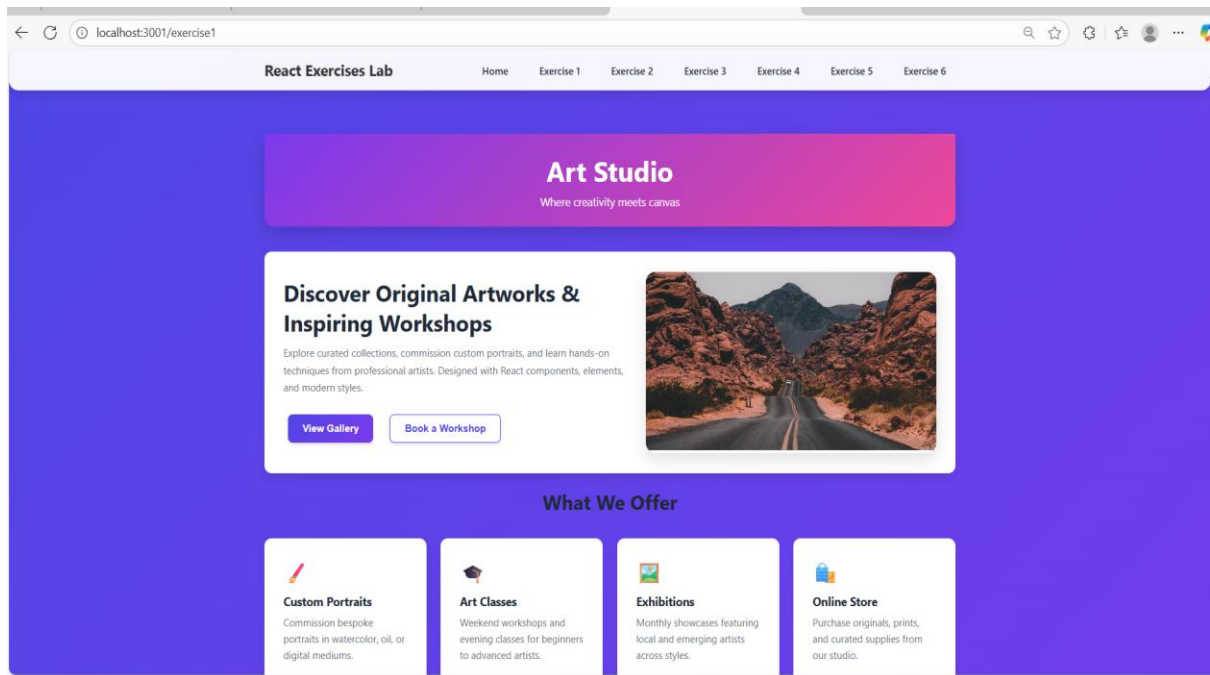 localhost:3001/exercise1
React Exercises Lab
Home
Exercise 1
Exercise 2
Exercise 3
Exercise 4
Exercise 5
Exercise 6
Art Studio
Where creativity meets canvas
Discover Original Artworks &
Inspiring Workshops
Explore curated collections, commission custom portraits, and learn hands-on
techniques from professional artists. Designed with React components, elements,
and modern styles.
View Gallery
Book a Workshop
What We Offer
Custom Portraits
Commission bespoke
portraits in watercolor, oil, or
digital mediums.
Art Classes
Weekend workshops and
evening classes for beginners
to advanced artists.
Exhibitions
Monthly showcases featuring
local and emerging artists
across styles.
Online Store
Purchase originals, prints,
and curated supplies from
our studio.